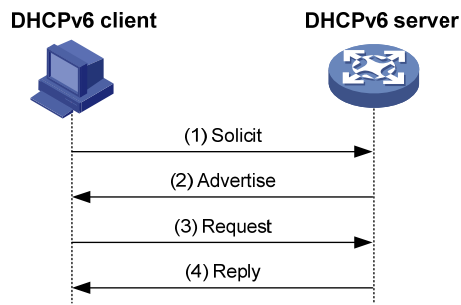 DHCPv6 client
DHCPv6 server
(1) Solicit
(2) Advertise
(3) Request
(4) Reply